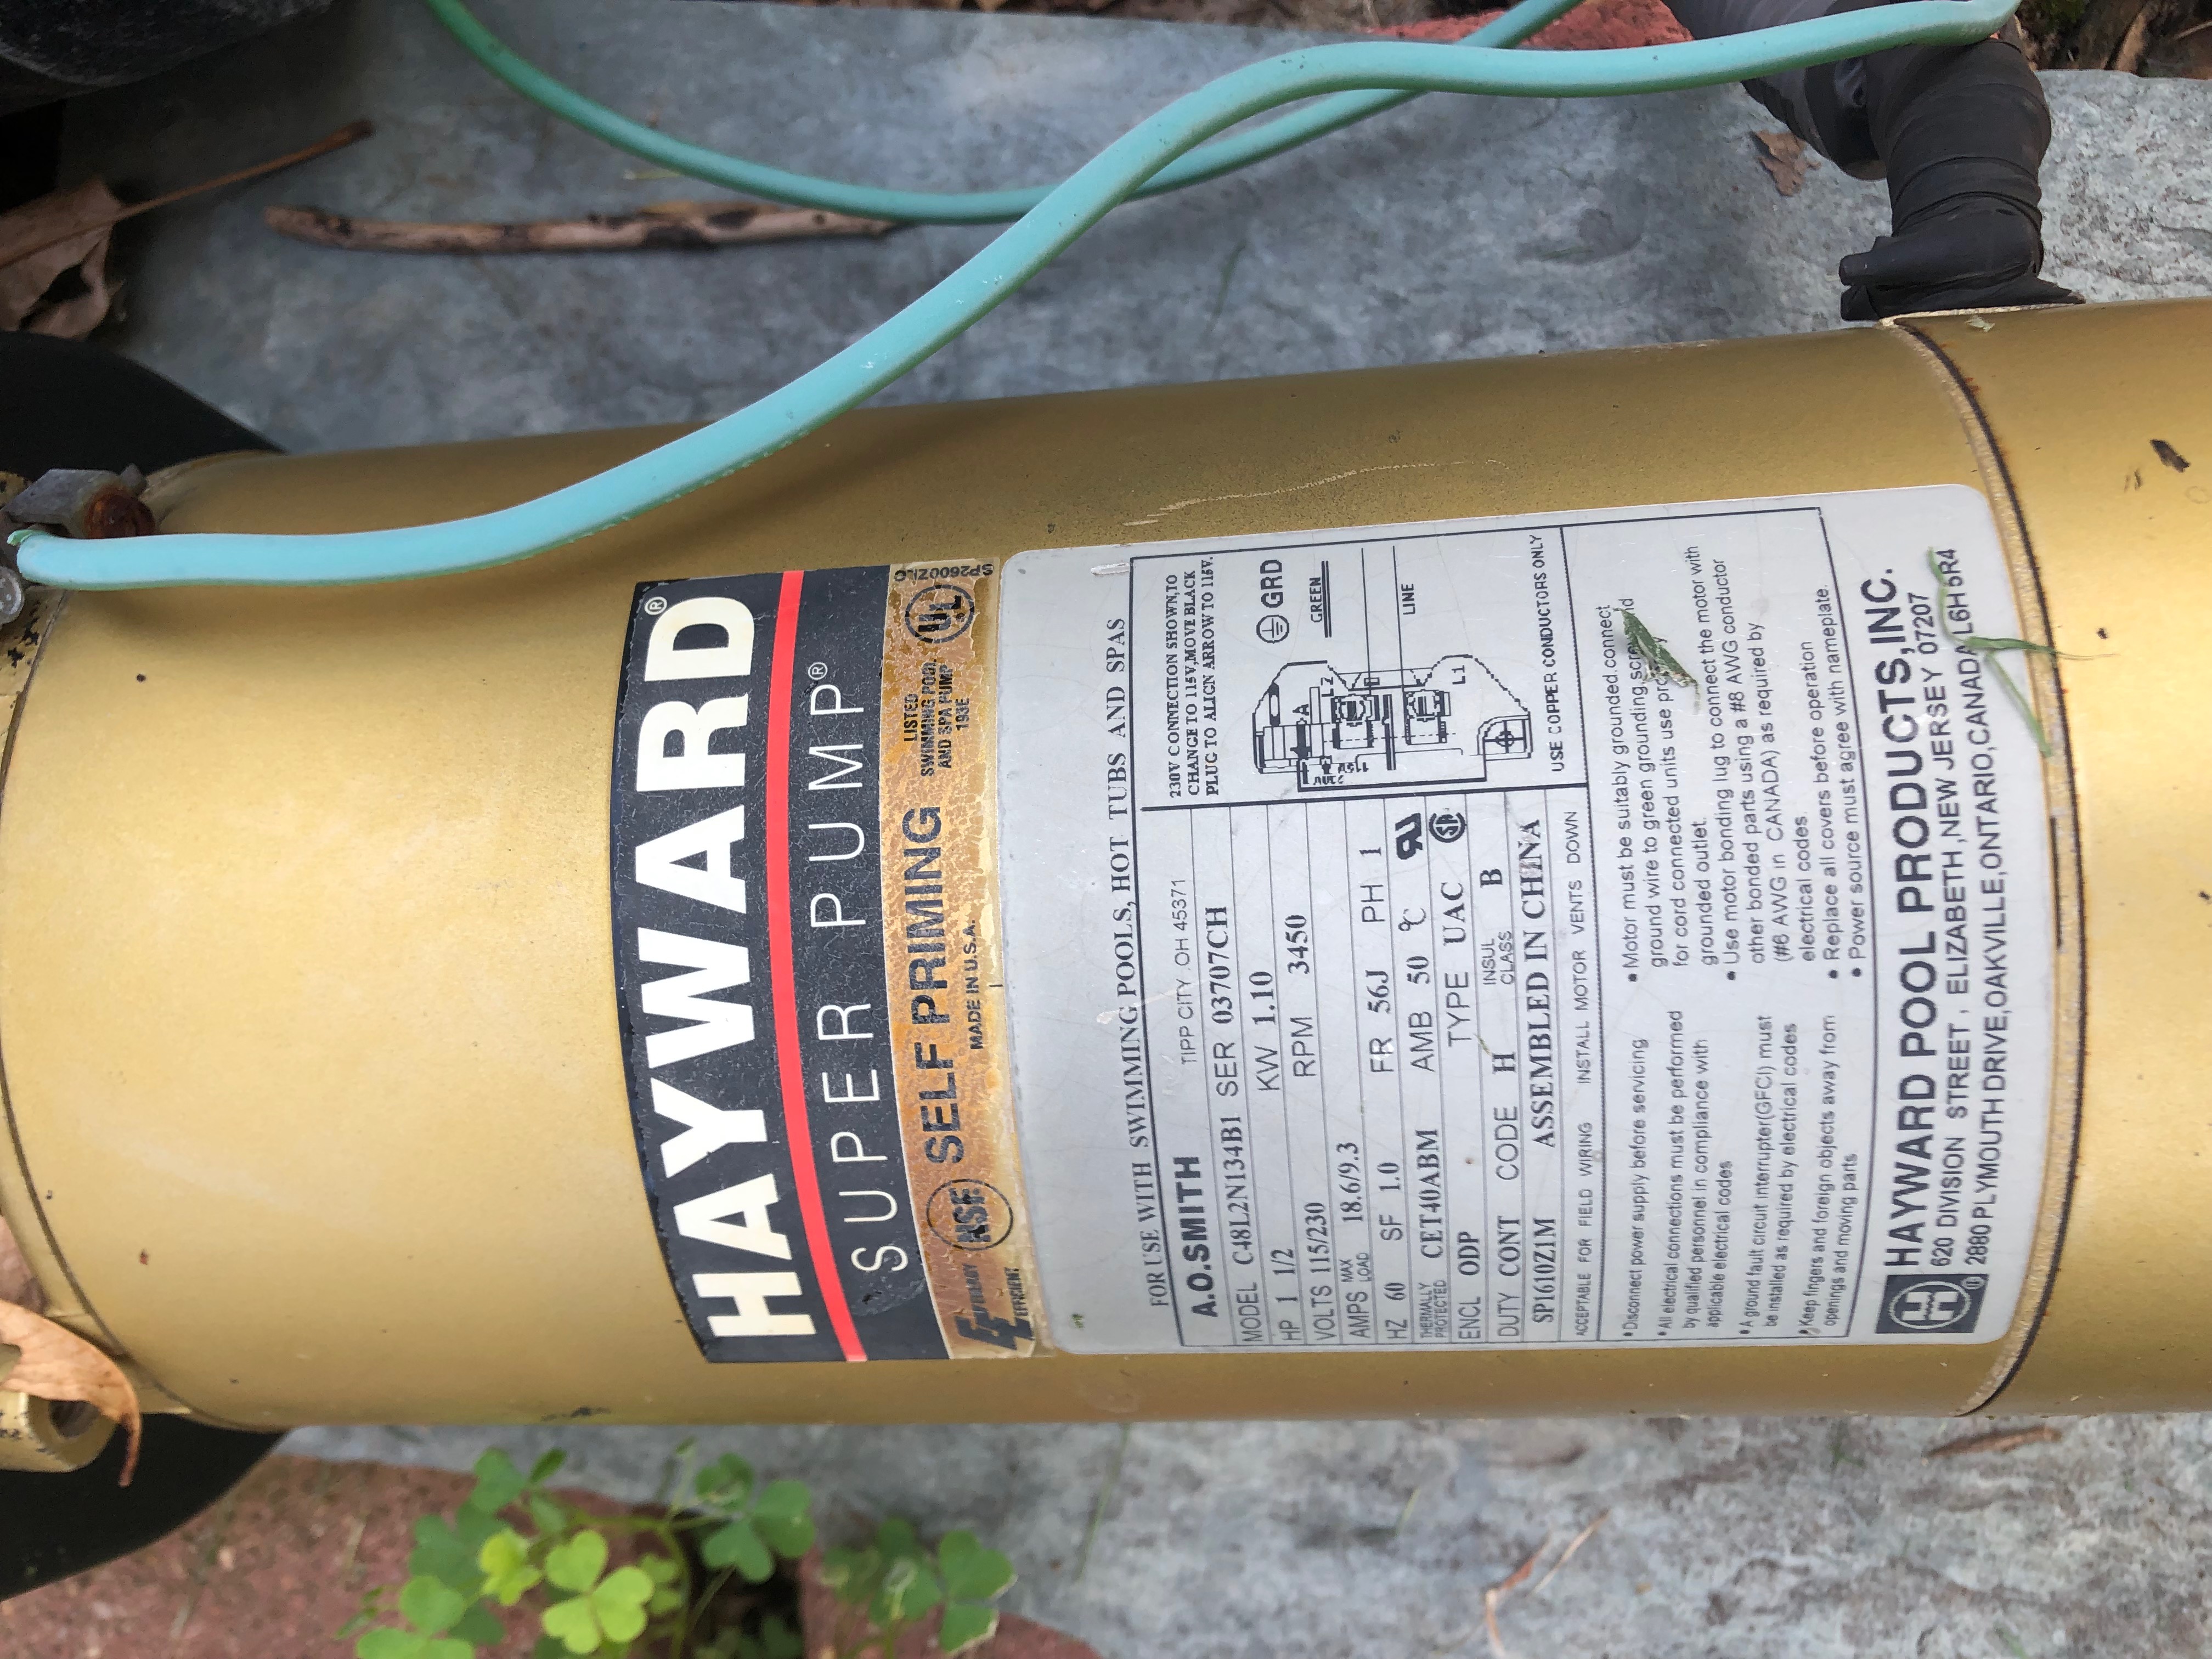 HAYWARD®
SUPER PUMP®
Energy EFFICIENT
NSF®
SELF PRIMING
MADE IN U.S.A.
LISTED
SWIMMING POOL
AND SPA PUMP
193E
UL®
FOR USE WITH SWIMMING POOLS, HOT TUBS AND SPAS
A.O.SMITH TIPP CITY, OH 45371
MODEL C48L2N134B1 SER 03707CH
HP 1 1/2 KW 1.10
VOLTS 115/230 RPM 3450
AMPS MAX LOAD 18.6/9.3
HZ 60 SF 1.0 FR 56J PH 1
THERMALLY PROTECTED CET40ABM AMB 50 ℃
ENCL ODP TYPE UAC
DUTY CONT CODE H INSUL CLASS B
SP1610Z1M ASSEMBLED IN CHINA
ACCEPTABLE FOR FIELD WIRING INSTALL MOTOR VENTS DOWN
230V CONNECTION SHOWN,TO
CHANGE TO 115V,MOVE BLACK
PLUG TO ALIGN ARROW TO 115V.
GRD
GREEN
LINE
A
L2
L1
230V
115V
USE COPPER CONDUCTORS ONLY
•Disconnect power supply before servicing
•All electrical connections must be performed
by qualified personnel in compliance with
applicable electrical codes
•A ground fault circuit interrupter(GFCI) must
be installed as required by electrical codes
•Keep fingers and foreign objects away from
openings and moving parts
• Motor must be suitably grounded.connect
ground wire to green grounding
for cord connected units use
grounded outlet.
• Use motor bonding lug to connect the motor with
other bonded parts using a #8 AWG conductor
(#6 AWG in CANADA) as required by
electrical codes.
• Replace all covers before operation
• Power source must agree with nameplate.
HAYWARD POOL PRODUCTS,INC.
620 DIVISION STREET, ELIZABETH,NEW JERSEY 07207
2880 PLYMOUTH DRIVE,OAKVILLE,ONTARIO,CANADA L6H 5R4